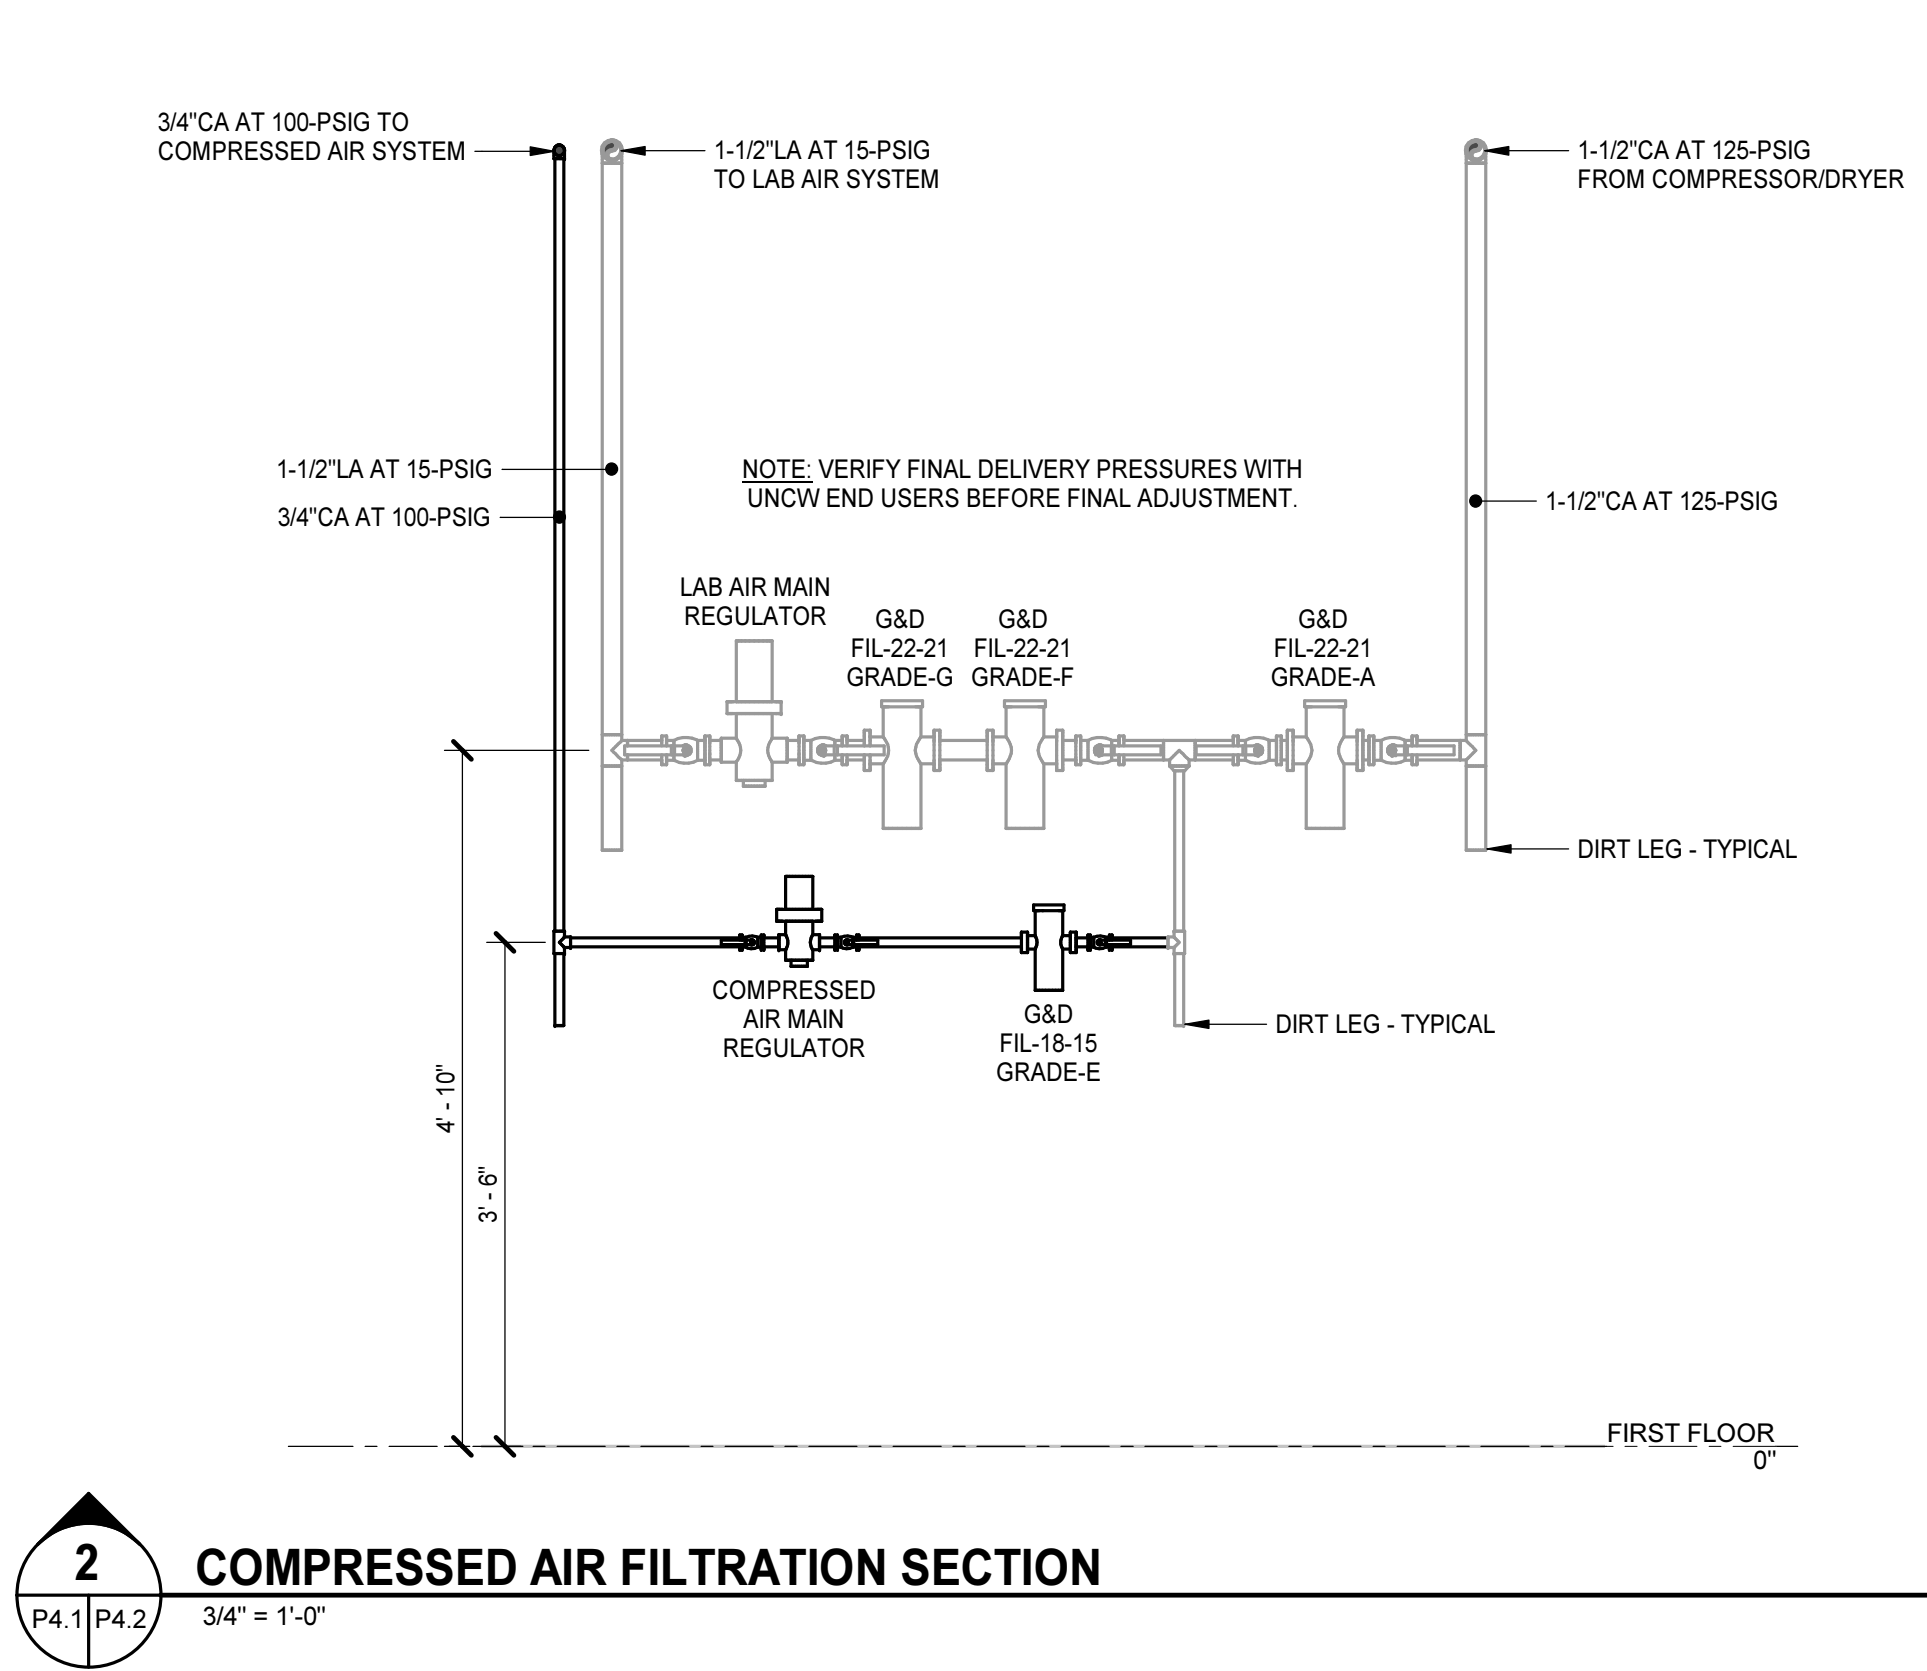 3/4"CA AT 100-PSIG TO
COMPRESSED AIR SYSTEM
1-1/2"LA AT 15-PSIG
TO LAB AIR SYSTEM
1-1/2"CA AT 125-PSIG
FROM COMPRESSOR/DRYER
1-1/2"LA AT 15-PSIG
3/4"CA AT 100-PSIG
NOTE: VERIFY FINAL DELIVERY PRESSURES WITH
UNCW END USERS BEFORE FINAL ADJUSTMENT.
1-1/2"CA AT 125-PSIG
LAB AIR MAIN
REGULATOR
G&D
FIL-22-21
GRADE-G
G&D
FIL-22-21
GRADE-F
G&D
FIL-22-21
GRADE-A
DIRT LEG - TYPICAL
COMPRESSED
AIR MAIN
REGULATOR
G&D
FIL-18-15
GRADE-E
DIRT LEG - TYPICAL
4' - 10"
3' - 6"
FIRST FLOOR
0"
2
P4.1 P4.2
COMPRESSED AIR FILTRATION SECTION
3/4" = 1'-0"